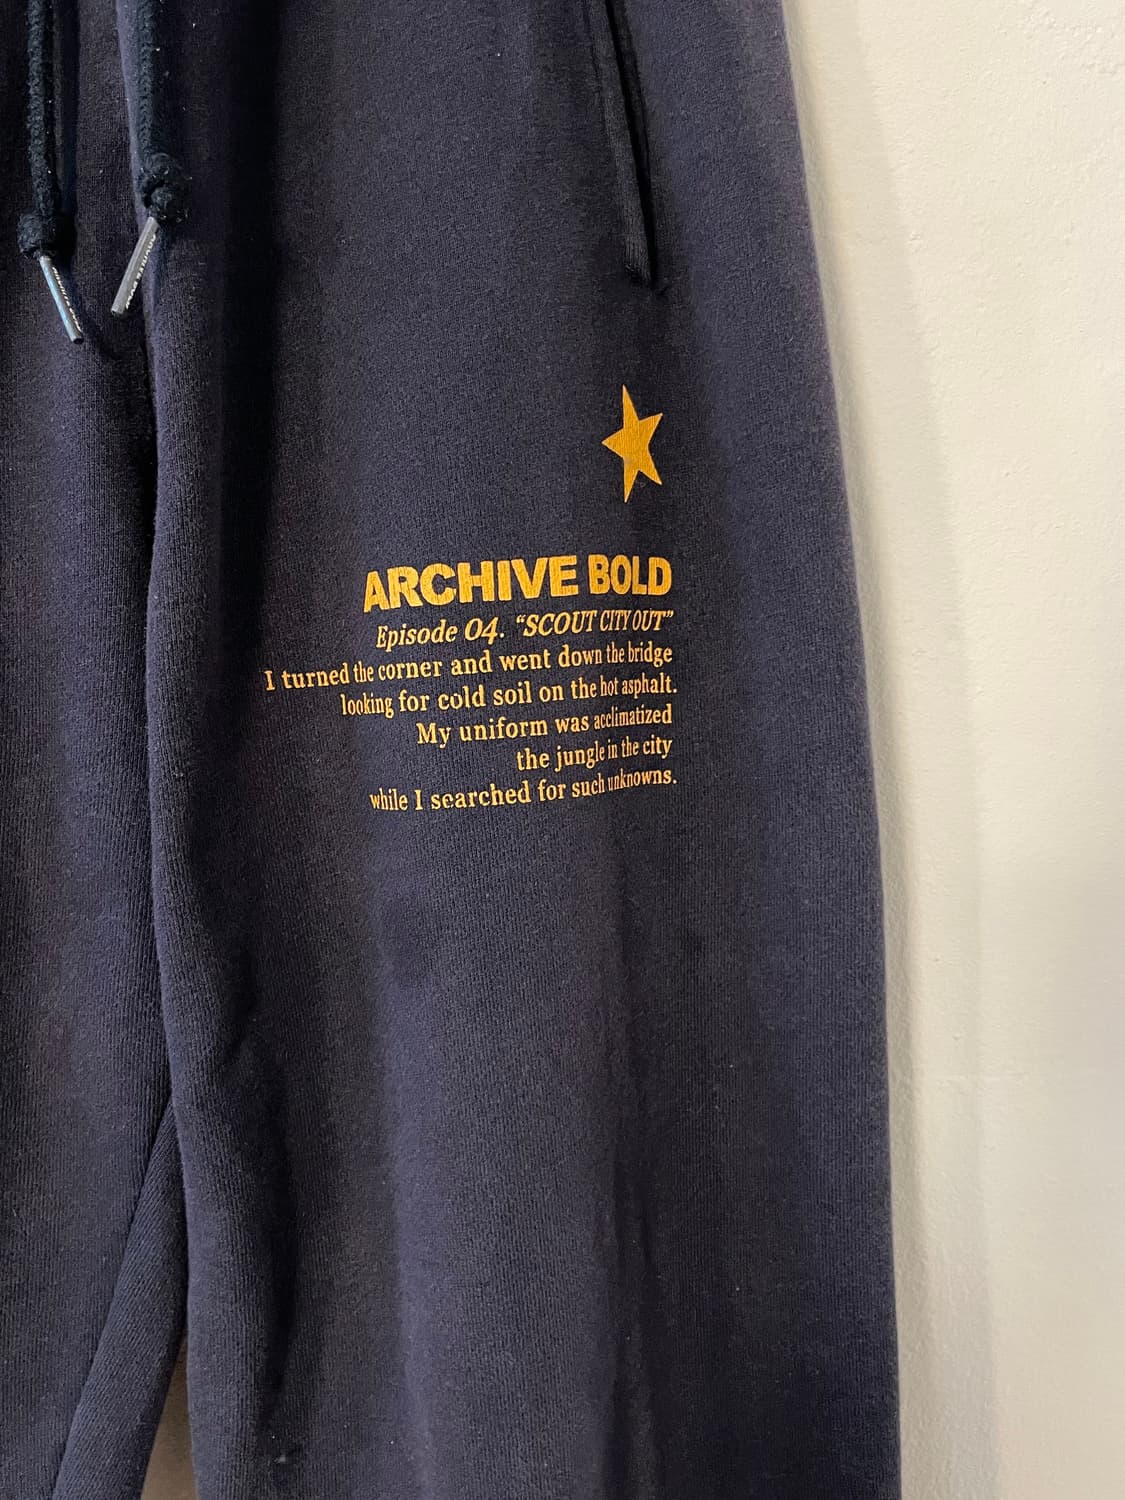 ARCHIVE BOLD
Episode 04. “SCOUT CITY OUT”
I turned the corner and went down the bridge
looking for cold soil on the hot asphalt.
My uniform was acclimatized
the jungle in the city
while I searched for such unknowns.